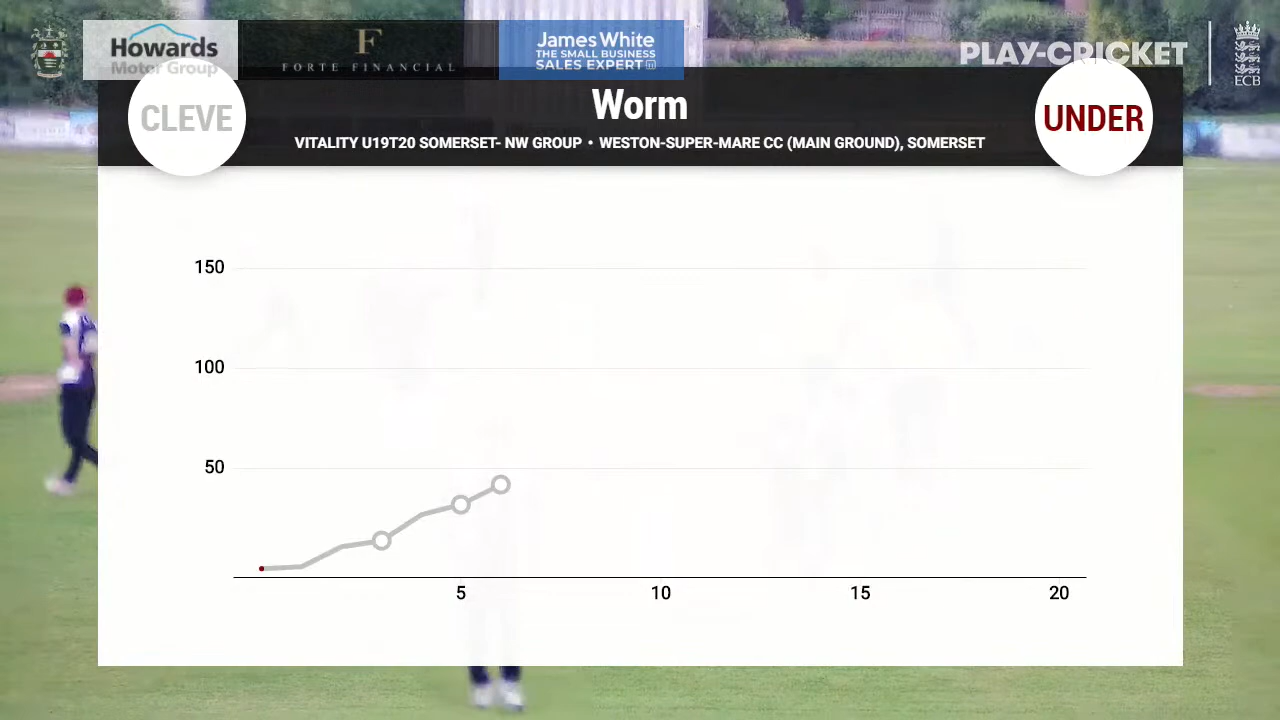 Howards
Motor Group
F
FORTE FINANCIAL
James White
THE SMALL BUSINESS
SALES EXPERT
PLAY-CRICKET
ECB
CLEVE
Worm
UNDER
VITALITY U19T20 SOMERSET- NW GROUP • WESTON-SUPER-MARE CC (MAIN GROUND), SOMERSET
150
100
50
5 10 15 20